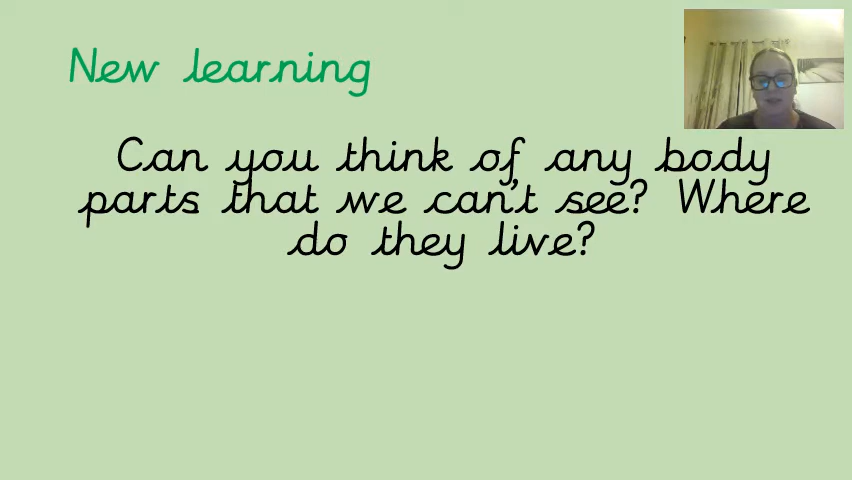 New learning
Can you think of any body
parts that we can't see? Where
do they live?